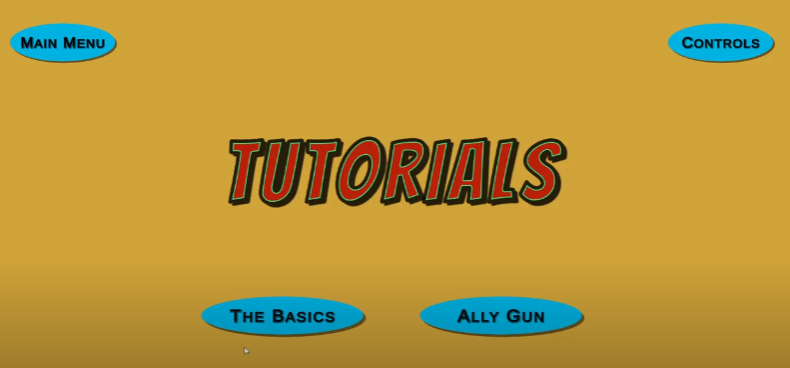 Main Menu
Controls
TUTORIALS
The Basics
Ally Gun